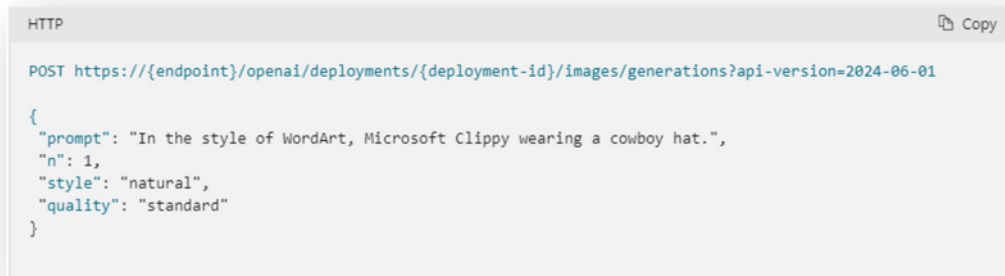 HTTP
Copy
POST https://{endpoint}/openai/deployments/{deployment-id}/images/generations?api-version=2024-06-01
{
"prompt": "In the style of WordArt, Microsoft Clippy wearing a cowboy hat.",
"n": 1,
"style": "natural",
"quality": "standard"
}